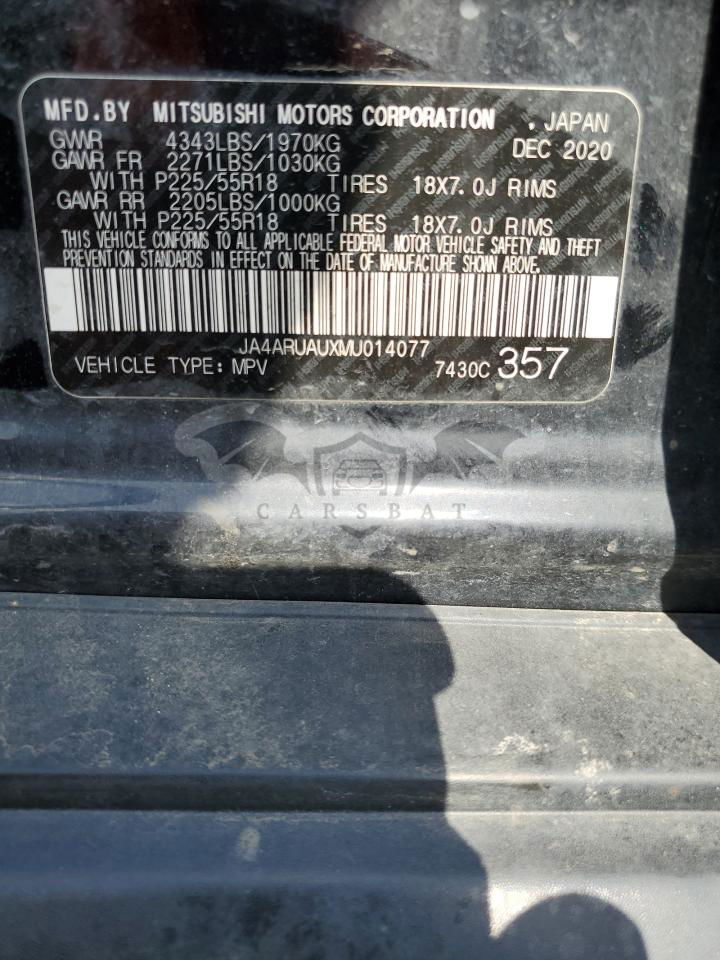 MFD.BY MITSUBISHI MOTORS CORPORATION , JAPAN
GVWR 4343LBS/1970KG DEC 2020
GAWR FR 2271LBS/1030KG
WITH P225/55R18 TIRES 18X7.0J RIMS
GAWR RR 2205LBS/1000KG
WITH P225/55R18 TIRES 18X7.0J RIMS
THIS VEHICLE CONFORMS TO ALL APPLICABLE FEDERAL MOTOR VEHICLE SAFETY AND THEFT
PREVENTION STANDARDS IN EFFECT ON THE DATE OF MANUFACTURE SHOWN ABOVE.
JA4ARUAUXMU014077
VEHICLE TYPE: MPV 7430C 357
CARSBAT